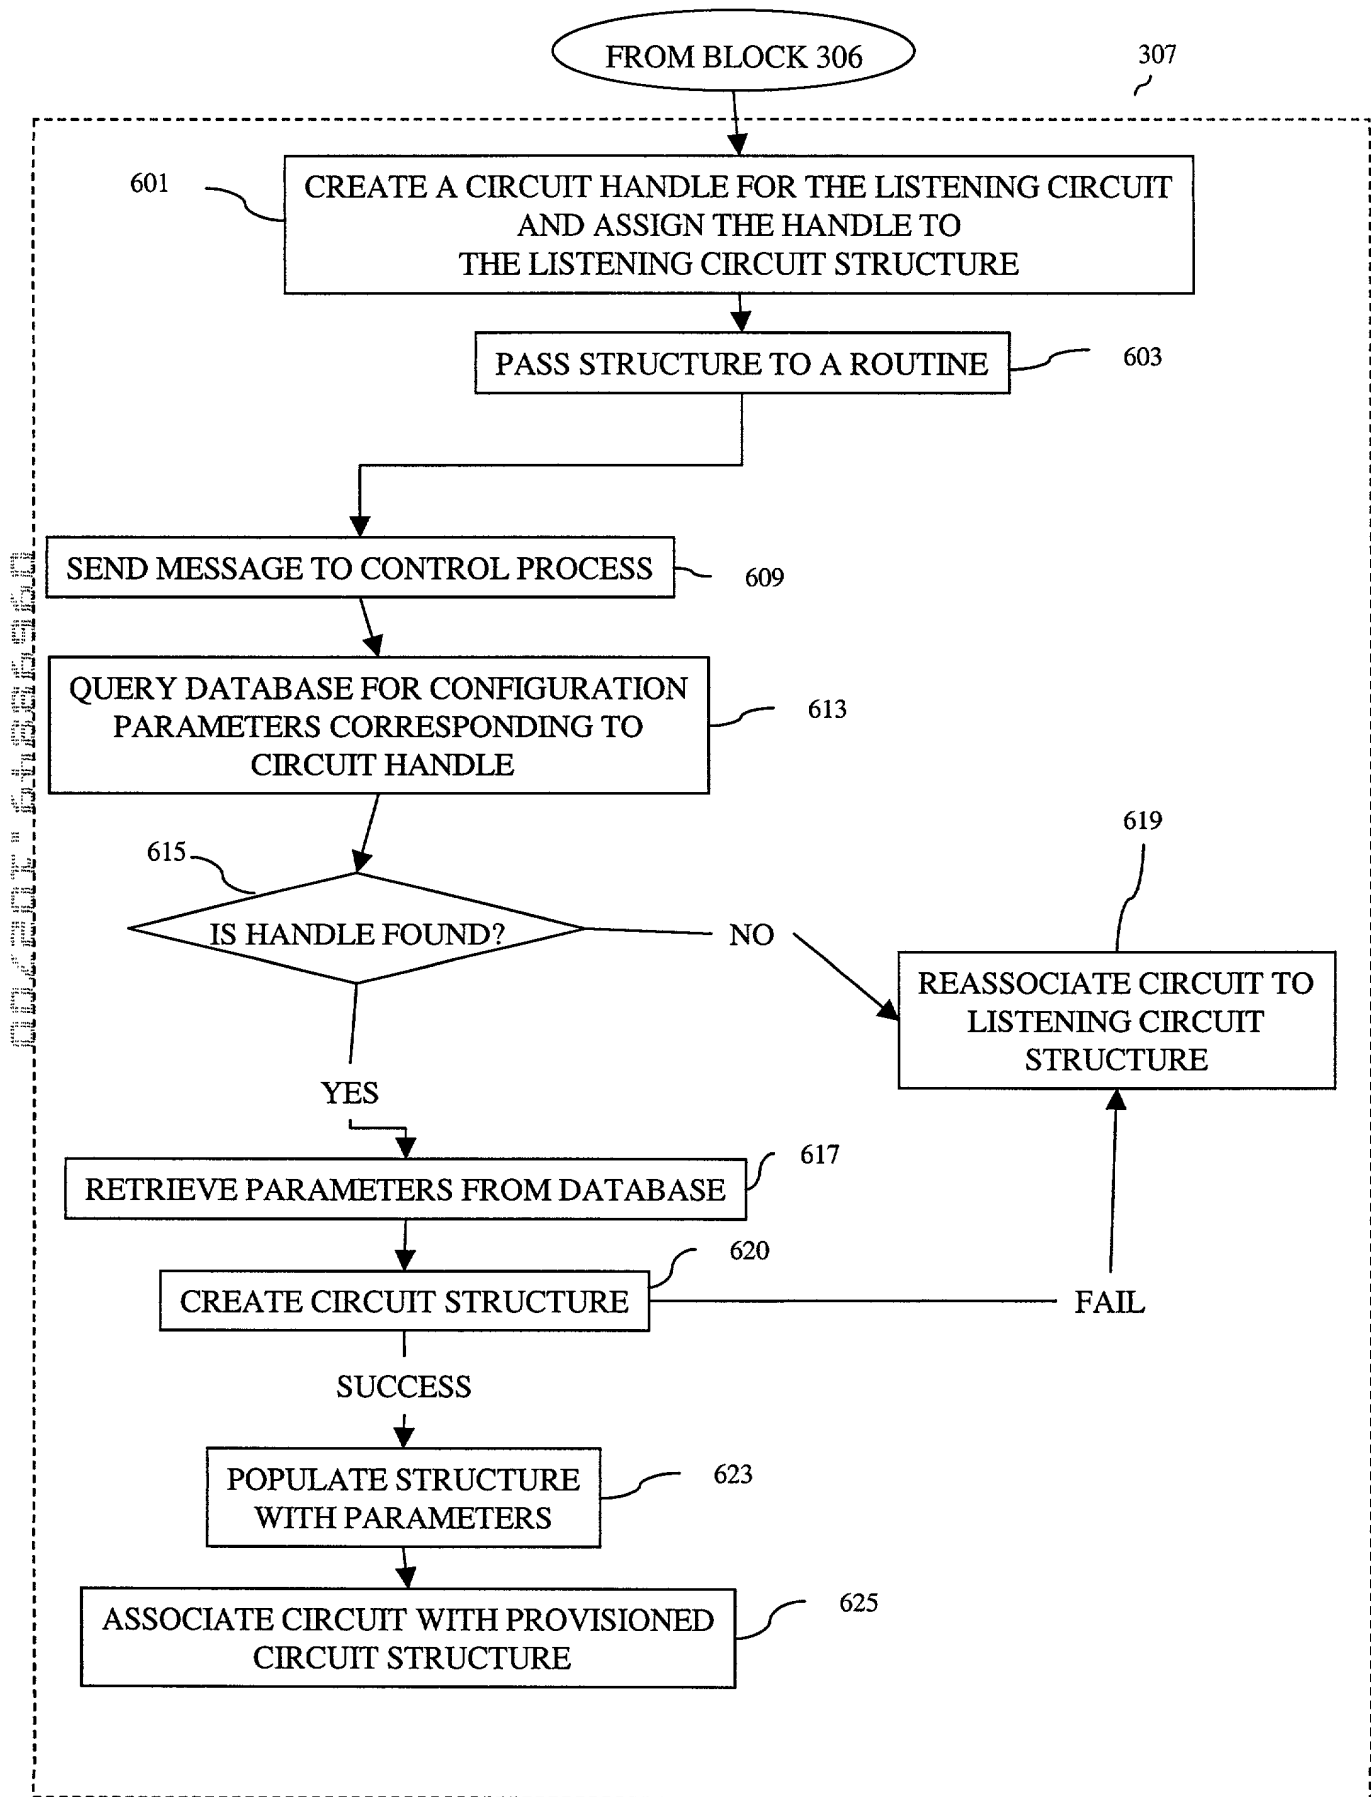 FROM BLOCK 306
307
601
CREATE A CIRCUIT HANDLE FOR THE LISTENING CIRCUIT
AND ASSIGN THE HANDLE TO
THE LISTENING CIRCUIT STRUCTURE
PASS STRUCTURE TO A ROUTINE
603
SEND MESSAGE TO CONTROL PROCESS
609
QUERY DATABASE FOR CONFIGURATION
PARAMETERS CORRESPONDING TO
CIRCUIT HANDLE
613
615
IS HANDLE FOUND?
NO
619
REASSOCIATE CIRCUIT TO
LISTENING CIRCUIT
STRUCTURE
YES
RETRIEVE PARAMETERS FROM DATABASE
617
CREATE CIRCUIT STRUCTURE
620
FAIL
SUCCESS
POPULATE STRUCTURE
WITH PARAMETERS
623
ASSOCIATE CIRCUIT WITH PROVISIONED
CIRCUIT STRUCTURE
625